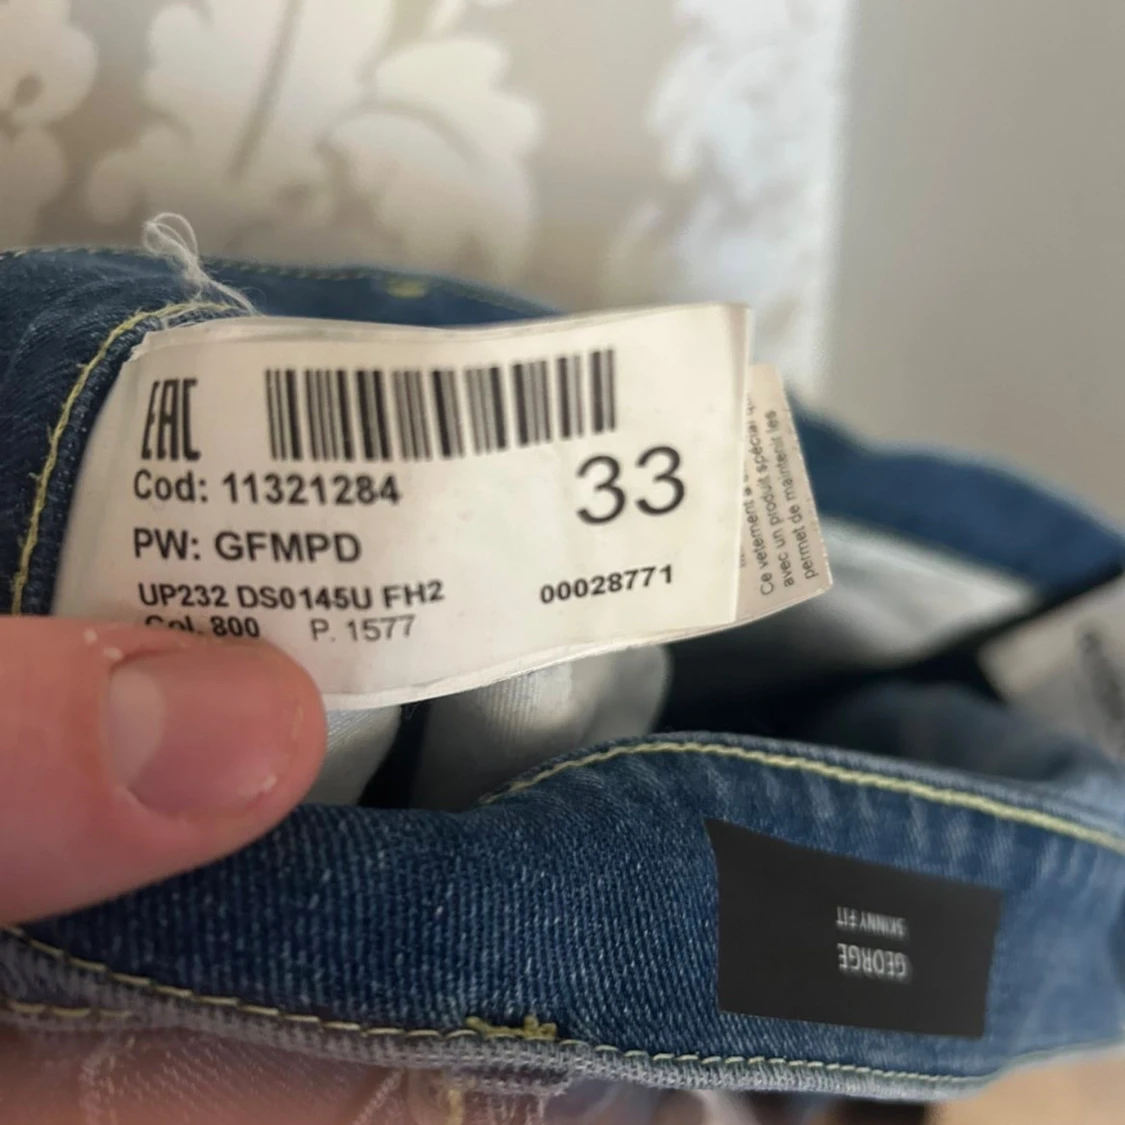 EAC
Cod: 11321284
33
PW: GFMPD
UP232 DS0145U FH2
00028771
Col. 800 P. 1577
Ce vêtement a spécial
avec un produit spécial
permet de maintenir les
GEORGE
SKINNY FIT